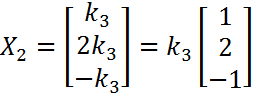 X₂ = [k₃; 2k₃; −k₃] = k₃ [1; 2; −1]